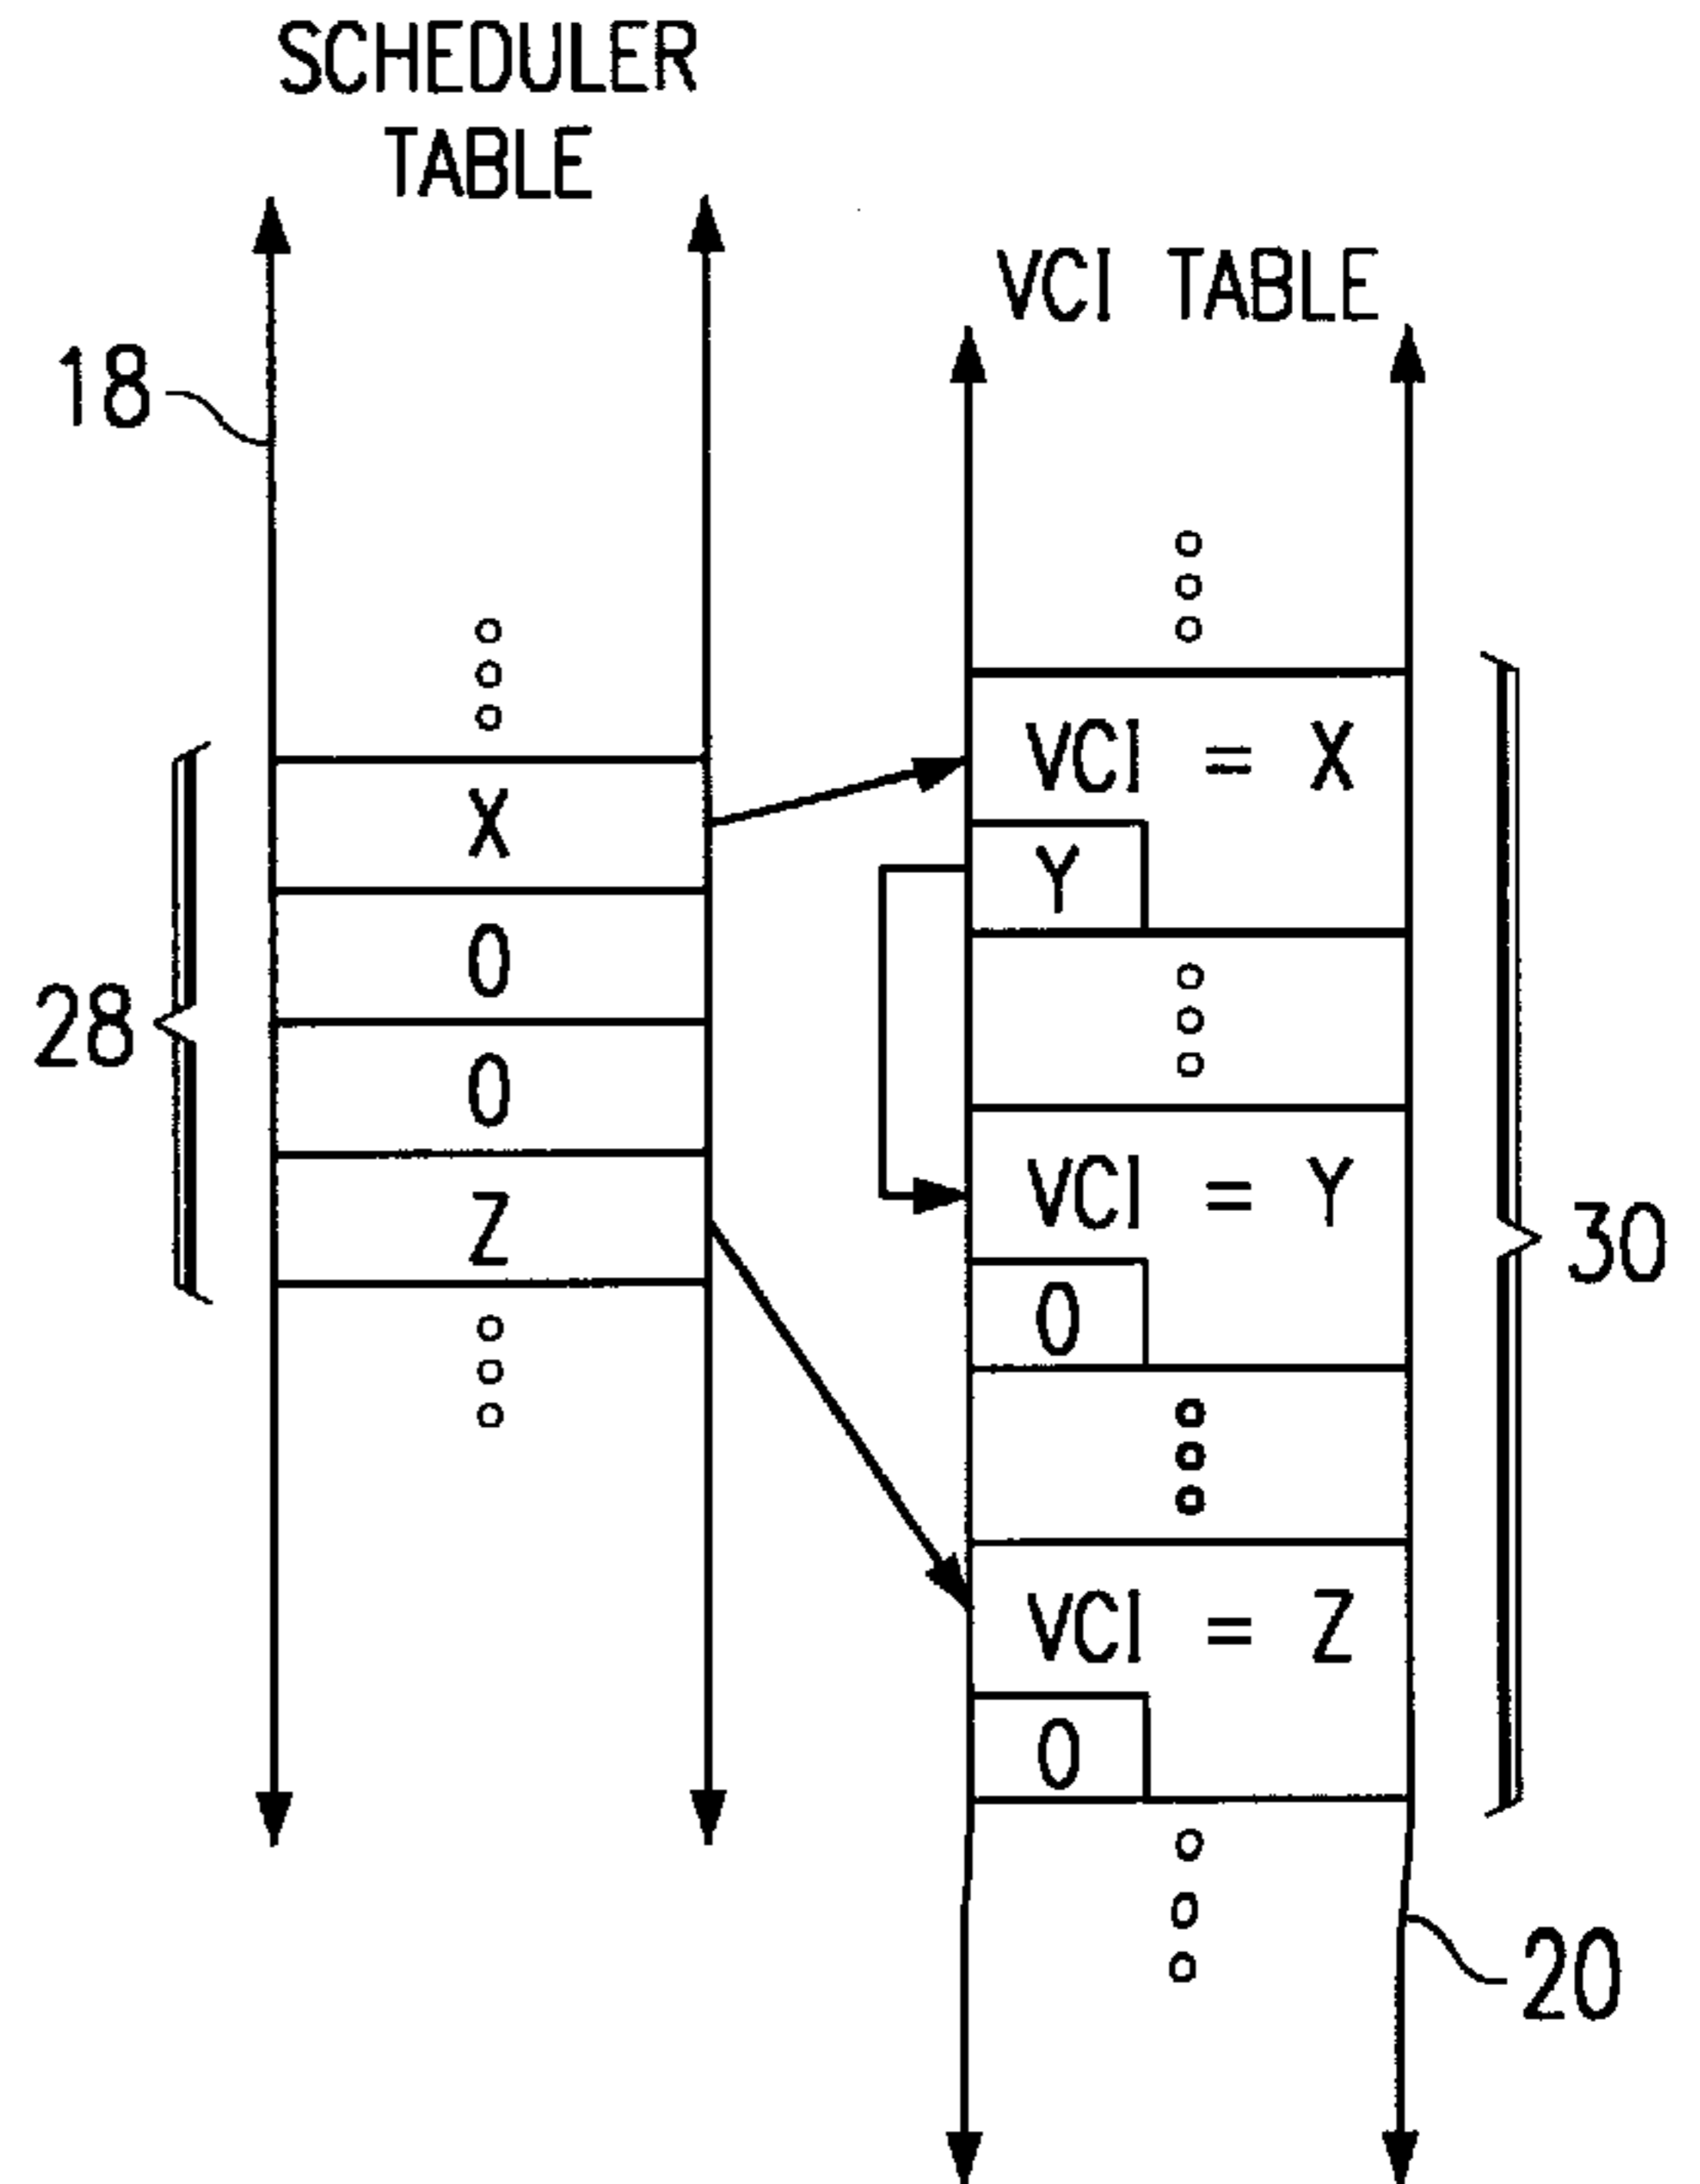 SCHEDULER
TABLE
VCI TABLE
18
X
0
0
Z
28
VCI = X
Y
VCI = Y
0
VCI = Z
0
30
20